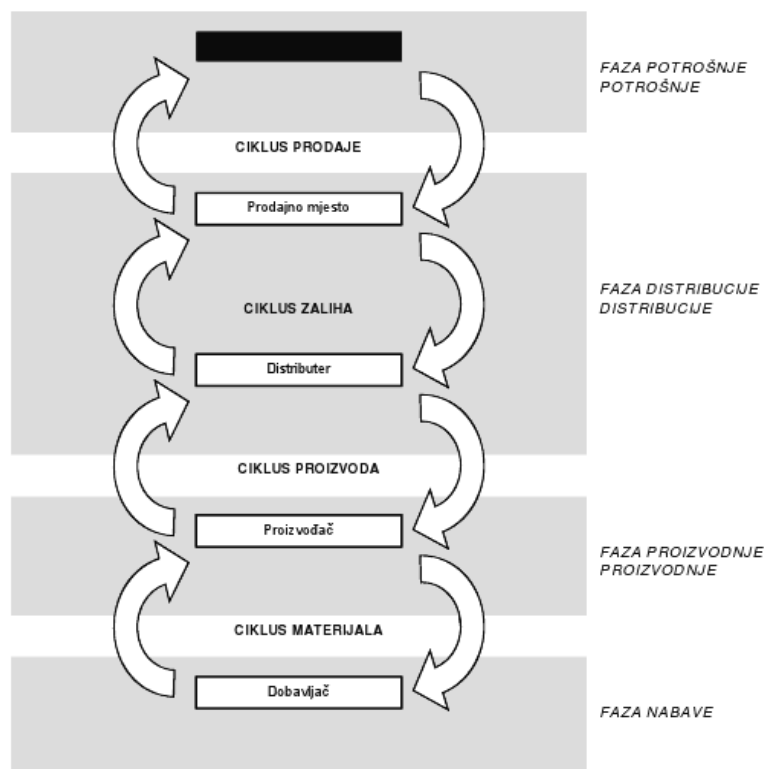 FAZA POTROŠNJE
POTROŠNJE
CIKLUS PRODAJE
Prodajno mjesto
CIKLUS ZALIHA
FAZA DISTRIBUCIJE
DISTRIBUCIJE
Distributer
CIKLUS PROIZVODA
Proizvođač
FAZA PROIZVODNJE
PROIZVODNJE
CIKLUS MATERIJALA
Dobavljač
FAZA NABAVE